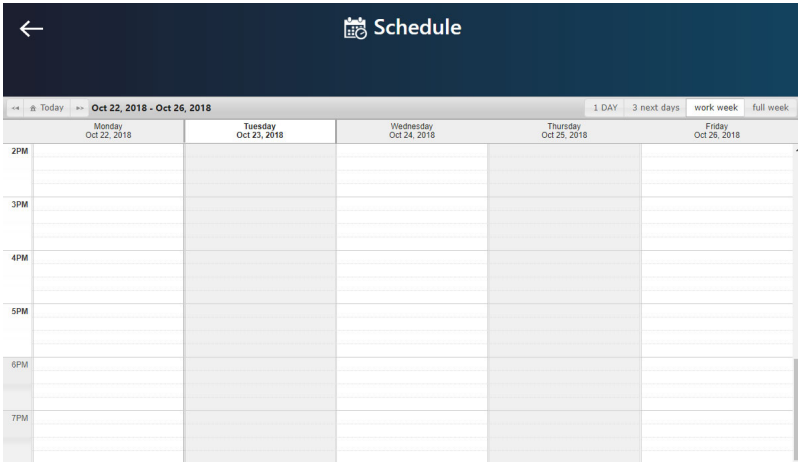 Schedule
Today Oct 22, 2018 - Oct 26, 2018 1 DAY 3 next days work week full week
Monday Tuesday Wednesday Thursday Friday
Oct 22, 2018 Oct 23, 2018 Oct 24, 2018 Oct 25, 2018 Oct 26, 2018
2PM
3PM
4PM
5PM
6PM
7PM